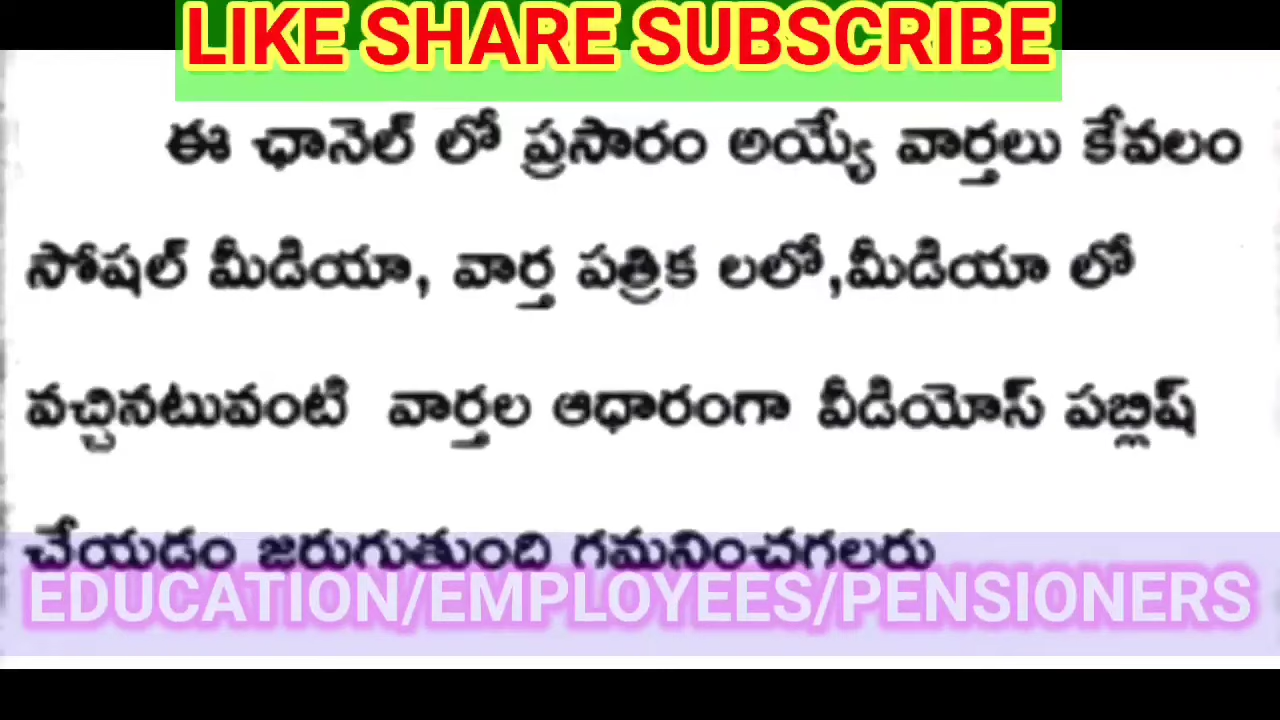 LIKE SHARE SUBSCRIBE
ఈ ఛానెల్ లో ప్రసారం అయ్యే వార్తలు కేవలం
సోషల్ మీడియా, వార్త పత్రిక లలో,మీడియా లో
వచ్చినటువంటి వార్తల ఆధారంగా వీడియోస్ పబ్లిష్
చేయడం జరుగుతుంది గమనించగలరు
EDUCATION/EMPLOYEES/PENSIONERS